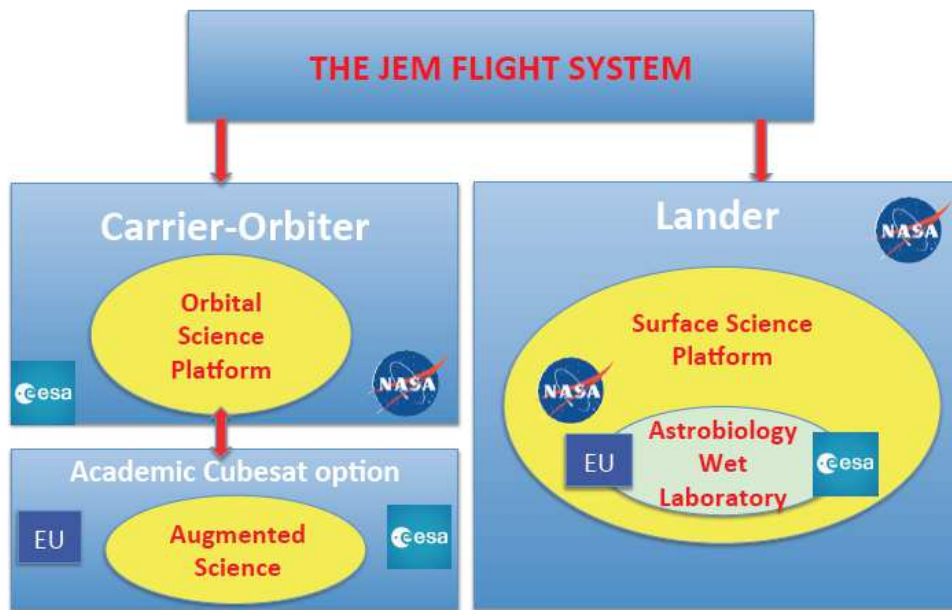 THE JEM FLIGHT SYSTEM
Carrier-Orbiter
Orbital
Science
Platform
esa
NASA
Academic Cubesat option
EU
Augmented
Science
esa
Lander
NASA
Surface Science
Platform
NASA
Astrobiology
Wet
Laboratory
EU
esa